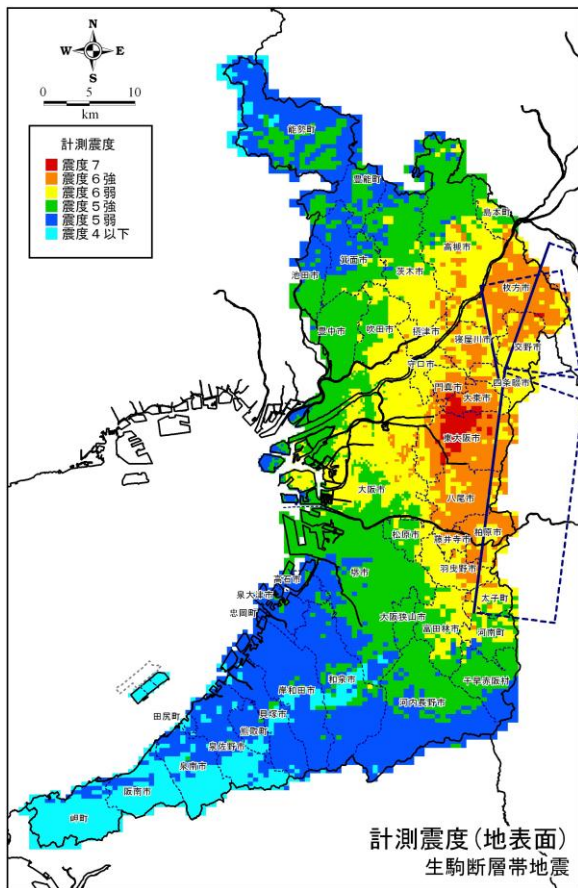 N
W E
S
0 5 10
km
計測震度
震度7
震度6強
震度6弱
震度5強
震度5弱
震度4以下
能勢町
豊能町
島本町
高槻市
箕面市
茨木市
池田市
枚方市
豊中市
吹田市
摂津市
寝屋川市
交野市
守口市
門真市
四条畷市
大東市
東大阪市
大阪市
八尾市
松原市
藤井寺市
柏原市
羽曳野市
堺市
高石市
泉大津市
太子町
忠岡町
大阪狭山市
富田林市
河南町
和泉市
岸和田市
千早赤阪村
河内長野市
貝塚市
田尻町
熊取町
泉佐野市
泉南市
阪南市
岬町
計測震度(地表面)
生駒断層帯地震